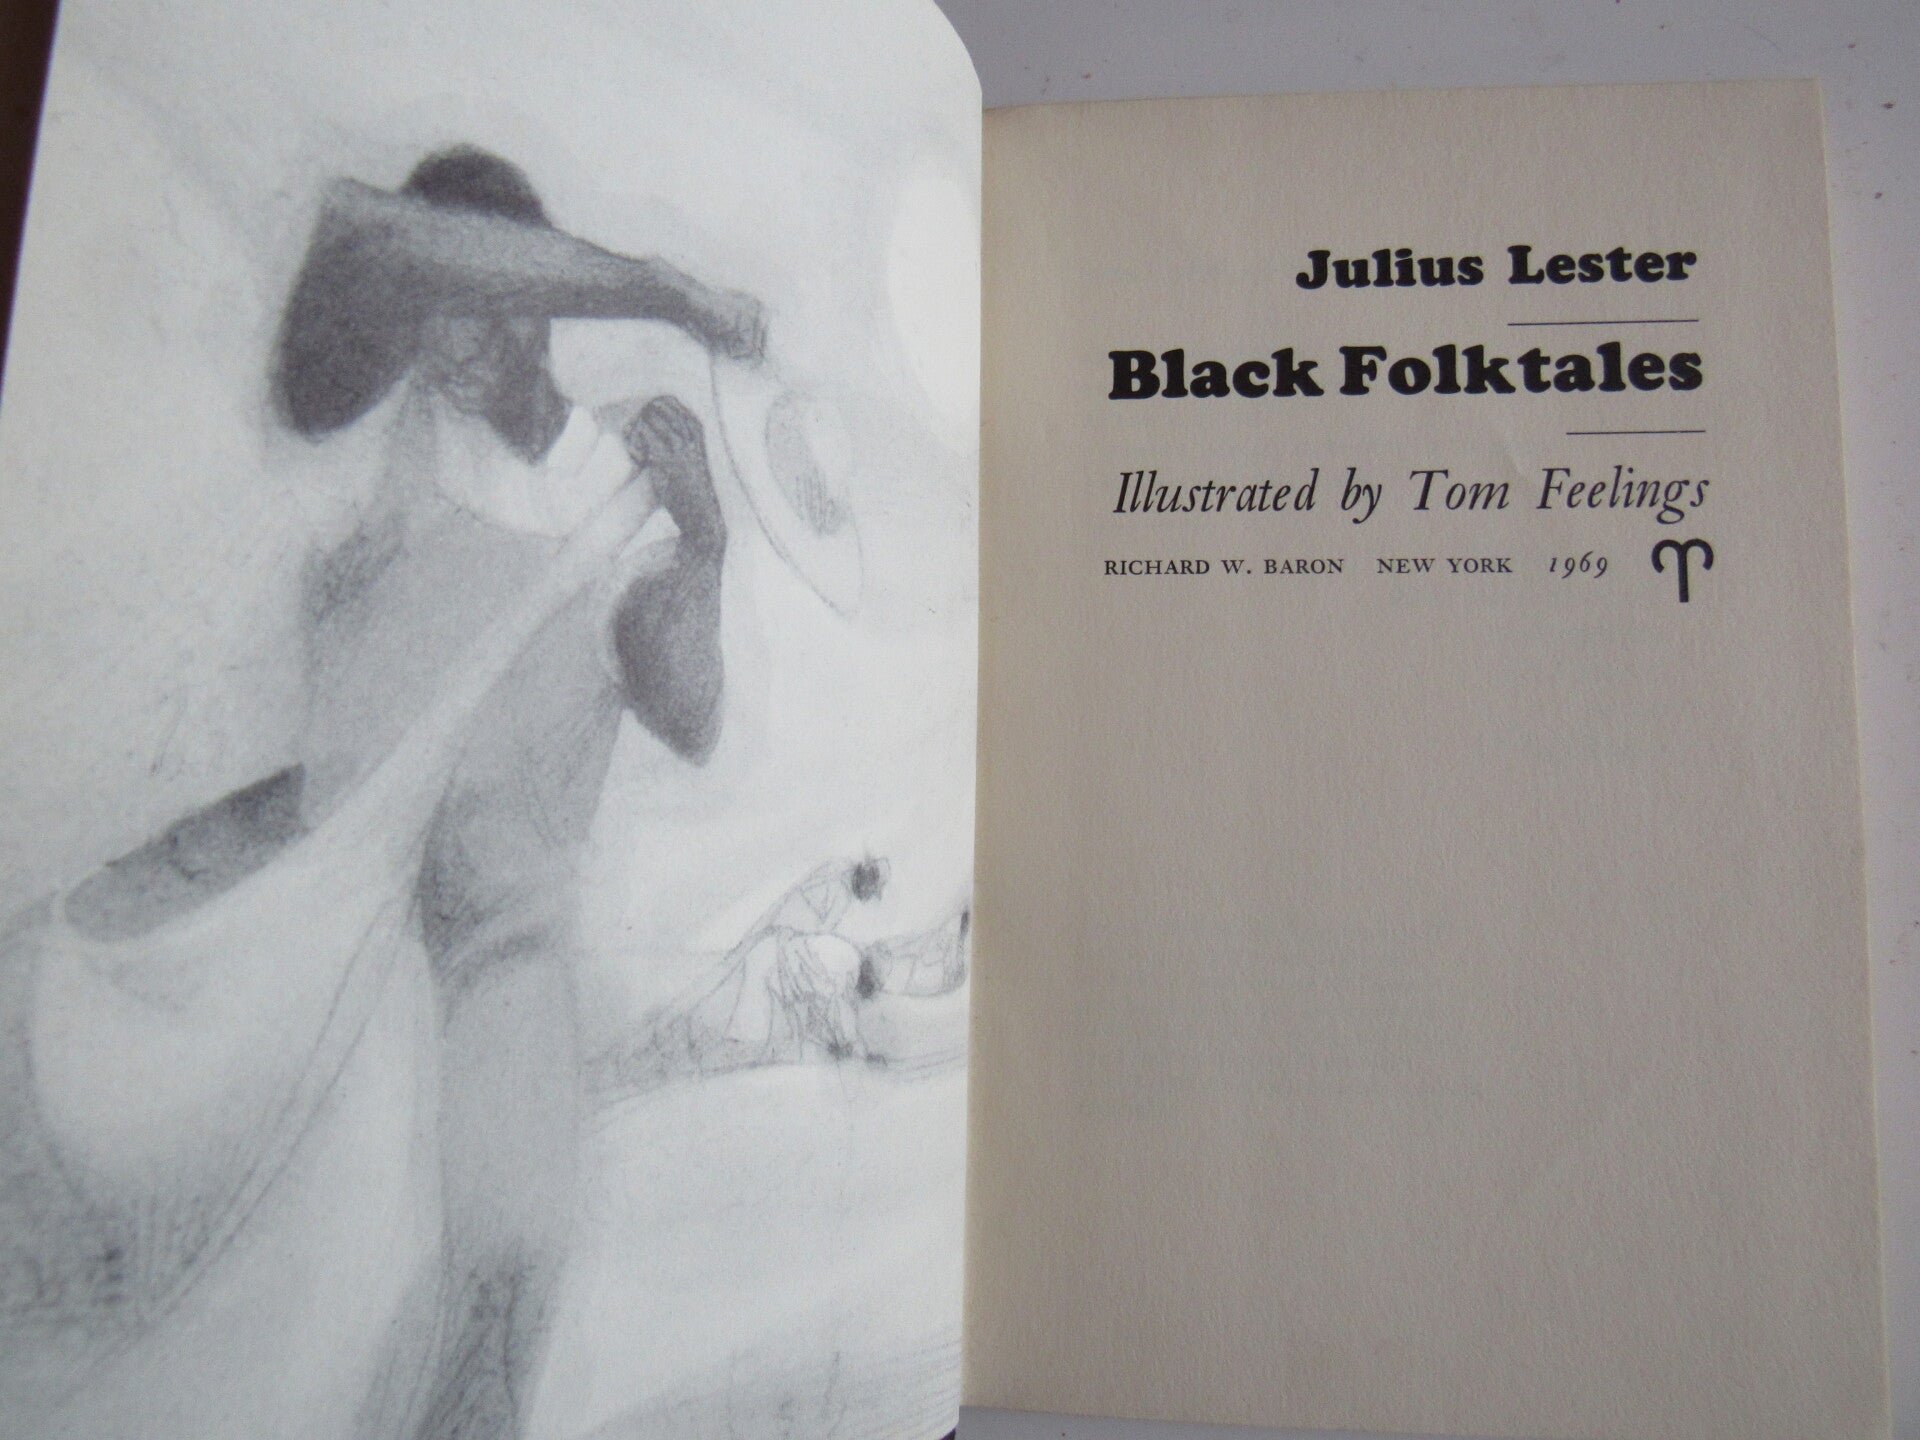 Julius Lester
Black Folktales
Illustrated by Tom Feelings
RICHARD W. BARON NEW YORK 1969